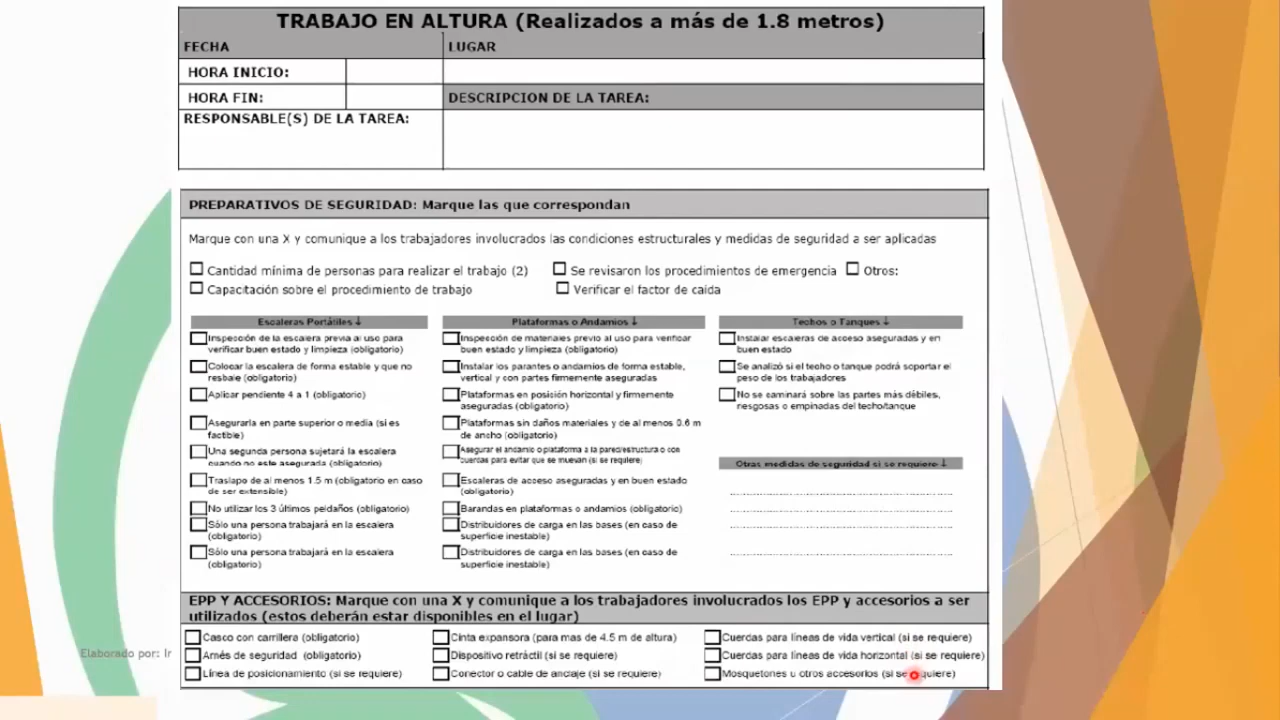 TRABAJO EN ALTURA (Realizados a más de 1.8 metros)
FECHA
LUGAR
HORA INICIO:
HORA FIN:
DESCRIPCION DE LA TAREA:
RESPONSABLE(S) DE LA TAREA:
PREPARATIVOS DE SEGURIDAD: Marque las que correspondan
Marque con una X y comunique a los trabajadores involucrados las condiciones estructurales y medidas de seguridad a ser aplicadas
Cantidad mínima de personas para realizar el trabajo (2)
Se revisaron los procedimientos de emergencia
Otros:
Capacitación sobre el procedimiento de trabajo
Verificar el factor de caída
Escaleras Portátiles ↓
Inspección de la escalera previa al uso para
verificar buen estado y limpieza (obligatorio)
Colocar la escalera de forma estable y que no
resbale (obligatorio)
Aplicar pendiente 4 a 1 (obligatorio)
Asegurarla en parte superior o media (si es
factible)
Una segunda persona sujetará la escalera
cuando no este asegurada (obligatorio)
Traslapo de al menos 1.5 m (obligatorio en caso
de ser extensible)
No utilizar los 3 últimos peldaños (obligatorio)
Sólo una persona trabajará en la escalera
(obligatorio)
Sólo una persona trabajará en la escalera
(obligatorio)
Plataformas o Andamios ↓
Inspección de materiales previo al uso para verificar
buen estado y limpieza (obligatorio)
Instalar los parantes o andamios de forma estable,
vertical y con partes firmemente aseguradas
Plataformas en posición horizontal y firmemente
aseguradas (obligatorio)
Plataformas sin daños materiales y de al menos 0.6 m
de ancho (obligatorio)
Asegurar el andamio o plataforma a la pared/estructura o con
cuerdas para evitar que se muevan (si se requiere)
Escaleras de acceso aseguradas y en buen estado
(obligatorio)
Barandas en plataformas o andamios (obligatorio)
Distribuidores de carga en las bases (en caso de
superficie inestable)
Distribuidores de carga en las bases (en caso de
superficie inestable)
Techos o Tanques ↓
Instalar escaleras de acceso aseguradas y en
buen estado
Se analizó si el techo o tanque podrá soportar el
peso de los trabajadores
No se caminará sobre las partes más débiles,
riesgosas o empinadas del techo/tanque
Otras medidas de seguridad si se requiere ↓
EPP Y ACCESORIOS: Marque con una X y comunique a los trabajadores involucrados los EPP y accesorios a ser
utilizados (estos deberán estar disponibles en el lugar)
Casco con carrillera (obligatorio)
Cinta expansora (para mas de 4.5 m de altura)
Cuerdas para líneas de vida vertical (si se requiere)
Arnés de seguridad (obligatorio)
Dispositivo retráctil (si se requiere)
Cuerdas para líneas de vida horizontal (si se requiere)
Línea de posicionamiento (si se requiere)
Conector o cable de anclaje (si se requiere)
Mosquetones u otros accesorios (si se requiere)
Elaborado por: Ir